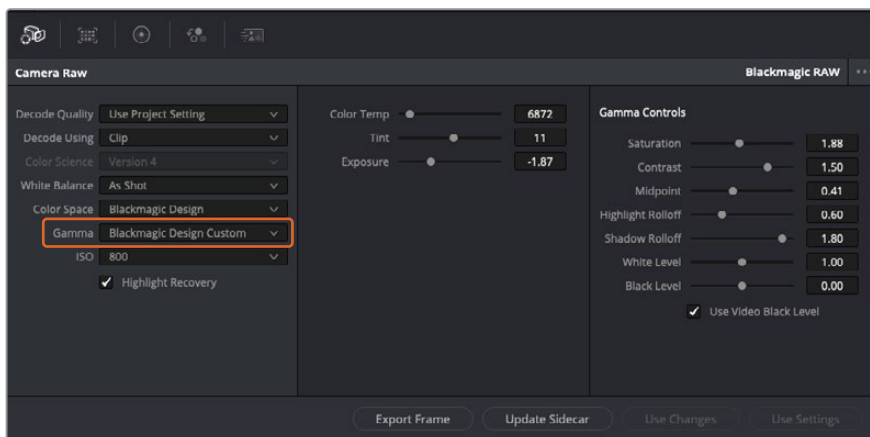 Camera Raw
Blackmagic RAW
Decode Quality Use Project Setting
Decode Using Clip
Color Science Version 4
White Balance As Shot
Color Space Blackmagic Design
Gamma Blackmagic Design Custom
ISO 800
Highlight Recovery
Color Temp 6872
Tint 11
Exposure -1.87
Gamma Controls
Saturation 1.88
Contrast 1.50
Midpoint 0.41
Highlight Rolloff 0.60
Shadow Rolloff 1.80
White Level 1.00
Black Level 0.00
Use Video Black Level
Export Frame
Update Sidecar
Use Changes
Use Settings